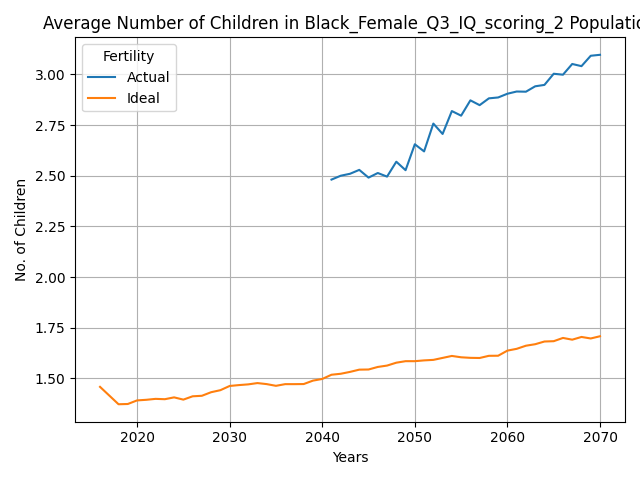 Average Number of Children in Black_Female_Q3_IQ_scoring_2 Populatio
Fertility
Actual
Ideal
3.00
2.75
2.50
2.25
2.00
1.75
1.50
No. of Children
2020 2030 2040 2050 2060 2070
Years